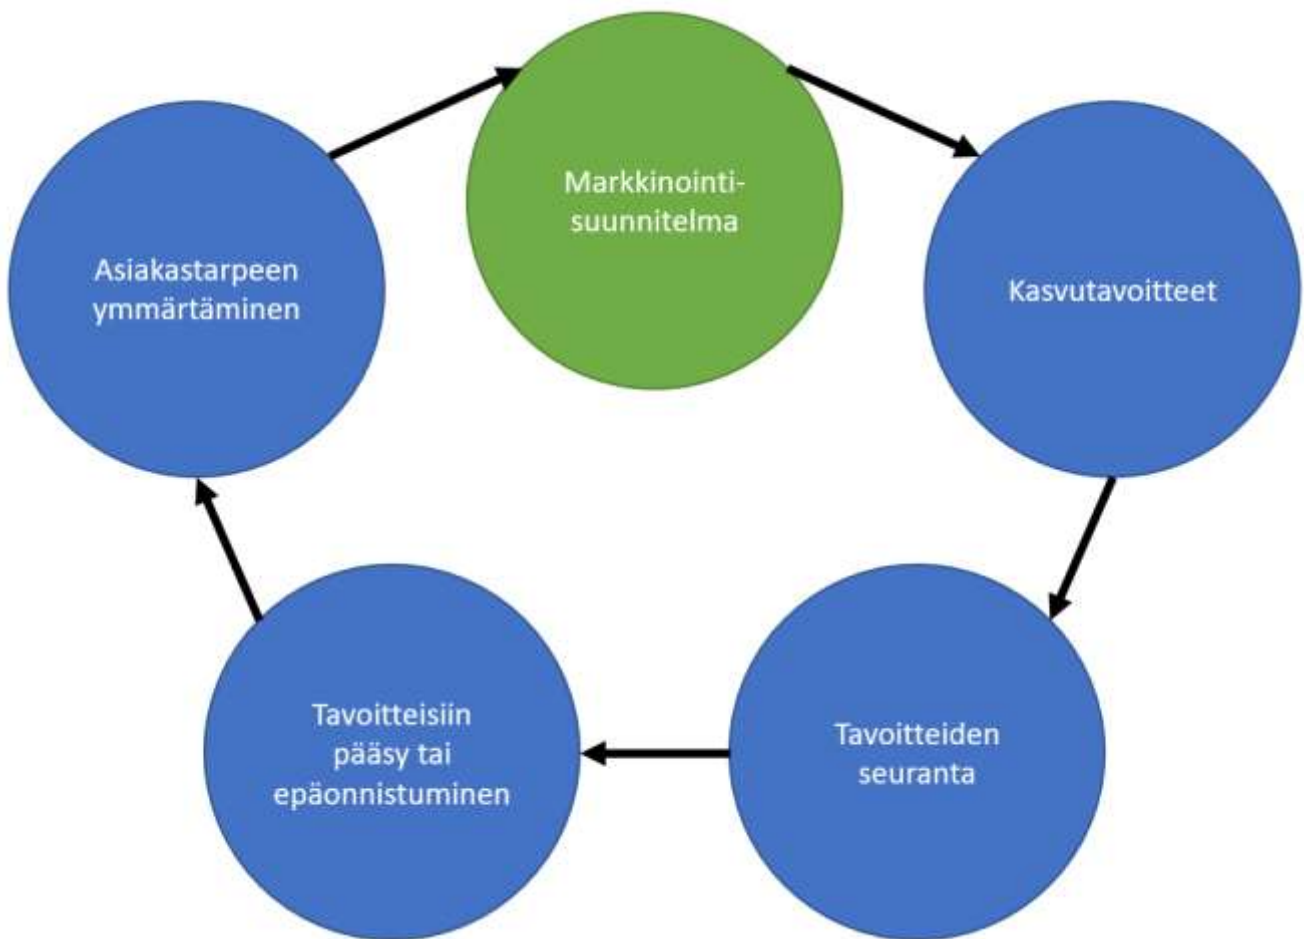 Markkinointi-
suunnitelma
Asiakastarpeen
ymmärtäminen
Kasvutavoitteet
Tavoitteisiin
pääsy tai
epäonnistuminen
Tavoitteiden
seuranta